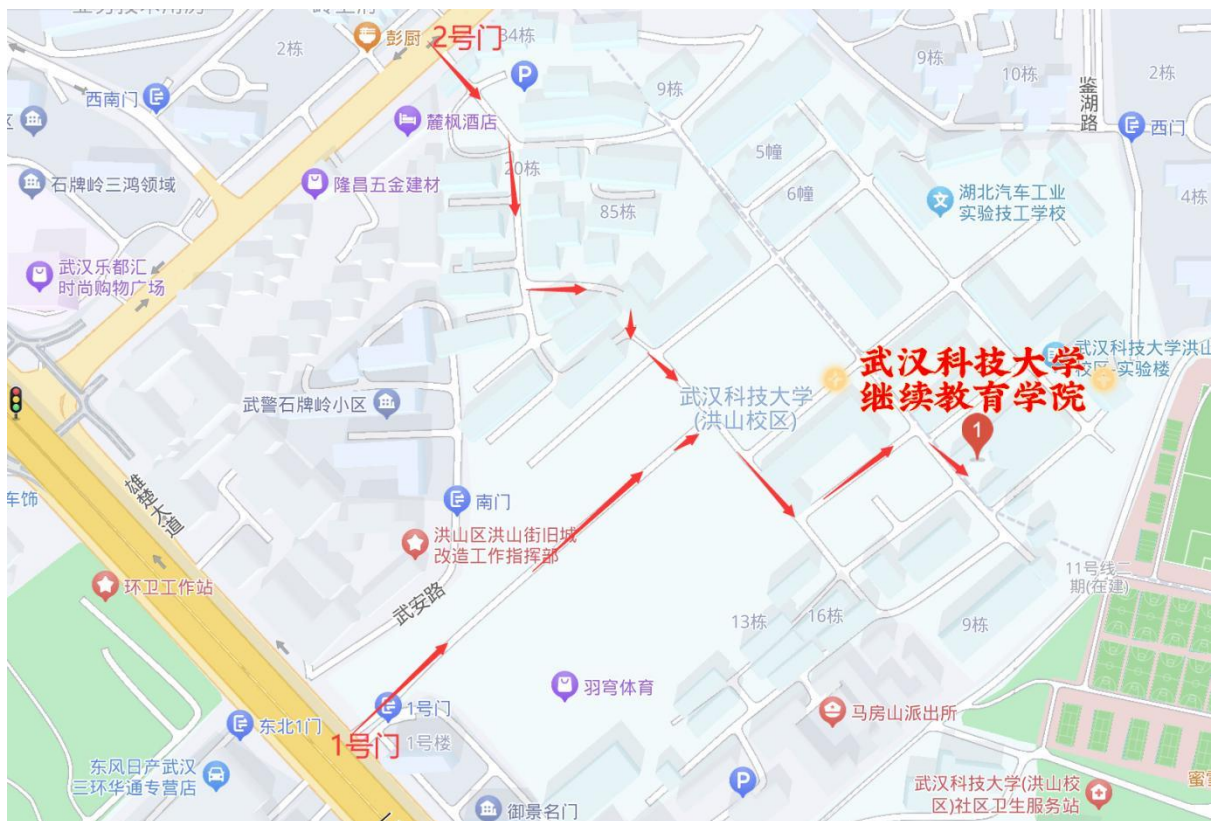 2号门
34栋
彭厨
2栋
9栋
9栋
10栋
2栋
鉴湖路
西南门
西门
麓枫酒店
5幢
20栋
6幢
石牌岭三鸿领域
隆昌五金建材
85栋
湖北汽车工业
实验技工学校
4栋
武汉乐都汇
时尚购物广场
武汉科技大学
继续教育学院
武汉科技大学洪山
校区-实验楼
武汉科技大学
(洪山校区)
武警石牌岭小区
1
雄楚大道
车饰
南门
洪山区洪山街旧城
改造工作指挥部
环卫工作站
武安路
11号线二
期(在建)
13栋
16栋
9栋
羽穹体育
1号门
东北1门
1号门
1号楼
马房山派出所
东风日产武汉
三环华通专营店
P
P
武汉科技大学(洪山校
区)社区卫生服务站
御景名门